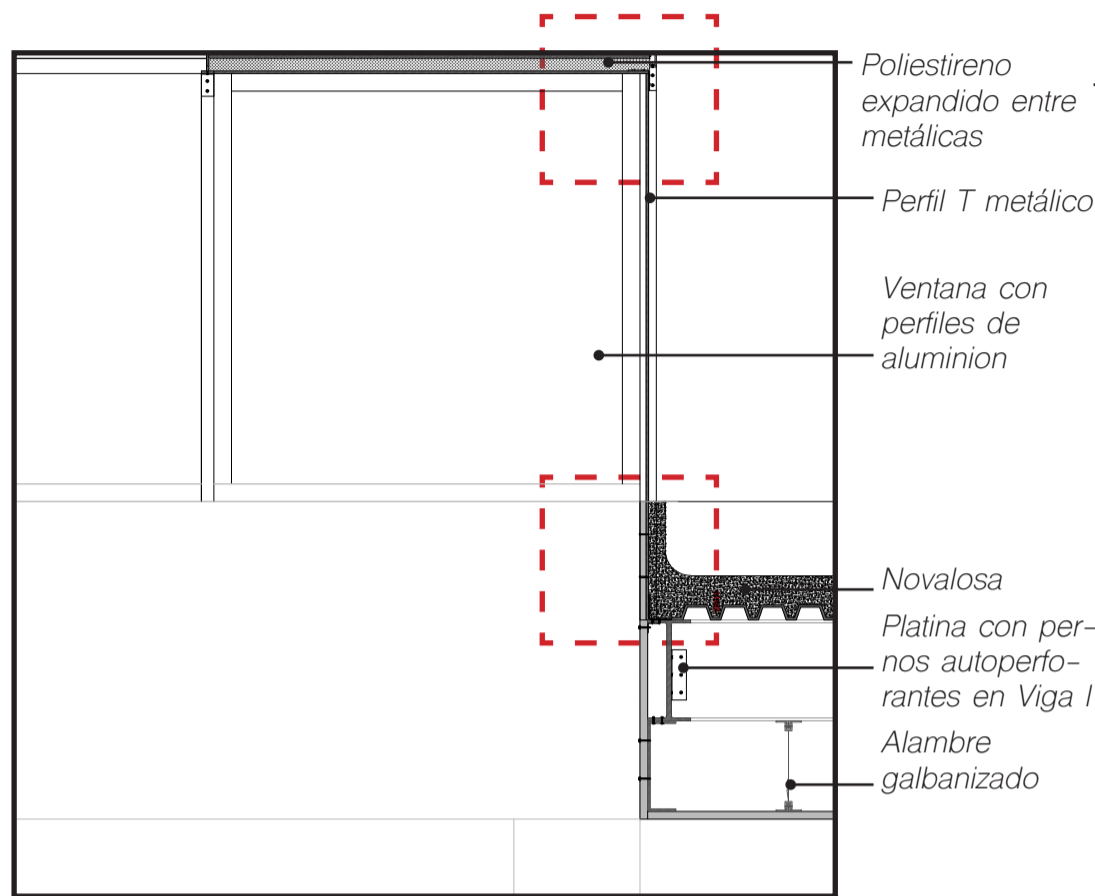 Poliestireno
expandido entre
metálicas
Perfil T metálico
Ventana con
perfiles de
aluminion
Novalosa
Platina con per-
nos autoperfo-
rantes en Viga I
Alambre
galbanizado